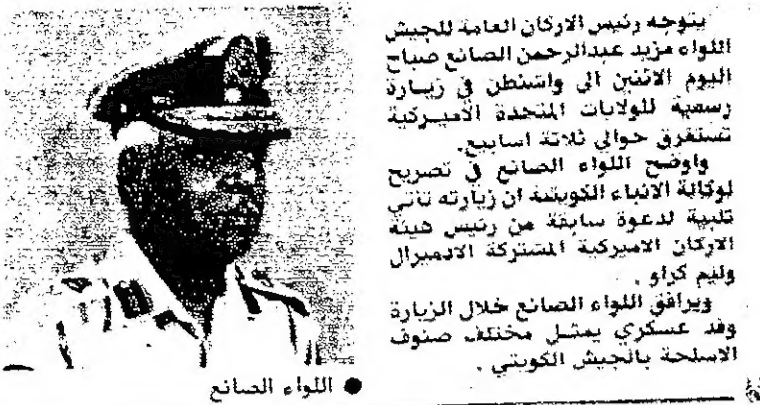 يتوجه رئيس الاركان العامة للجيش
اللواء مزيد عبدالرحمن الصانع صباح
اليوم الاثنين الى واشنطن في زيارة
رسمية للولايات المتحدة الاميركية
تستغرق حوالي ثلاثة اسابيع.
واوضح اللواء الصانع في تصريح
لوكالة الانباء الكويتية ان زيارته تأتي
تلبية لدعوة سابقة من رئيس هيئة
الاركان الاميركية المشتركة الادميرال
وليم كراو .
ويرافق اللواء الصانع خلال الزيارة
وفد عسكري يمثل مختلف صنوف
الاسلحة بالجيش الكويتي .
● اللواء الصانع